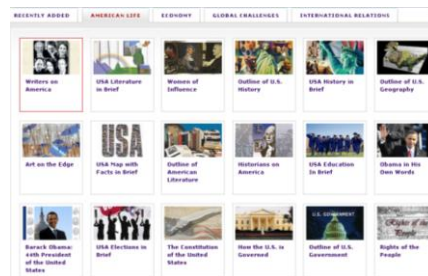 RECENTLY ADDED AMERICAN LIFE ECONOMY GLOBAL CHALLENGES INTERNATIONAL RELATIONS
Writers on
America
USA Literature
in Brief
Women of
Influence
Outline of U.S.
History
USA History in
Brief
Outline of U.S.
Geography
USA
Art on the Edge
USA Map with
Facts in Brief
Outline of
American
Literature
Historians on
America
USA Education
In Brief
Obama in His
Own Words
U.S. GOVERNMENT
Rights of the
People
Barack Obama:
44th President
of the United
States
USA Elections in
Brief
The Constitution
of the United
States
How the U.S. is
Governed
Outline of U.S.
Government
Rights of the
People